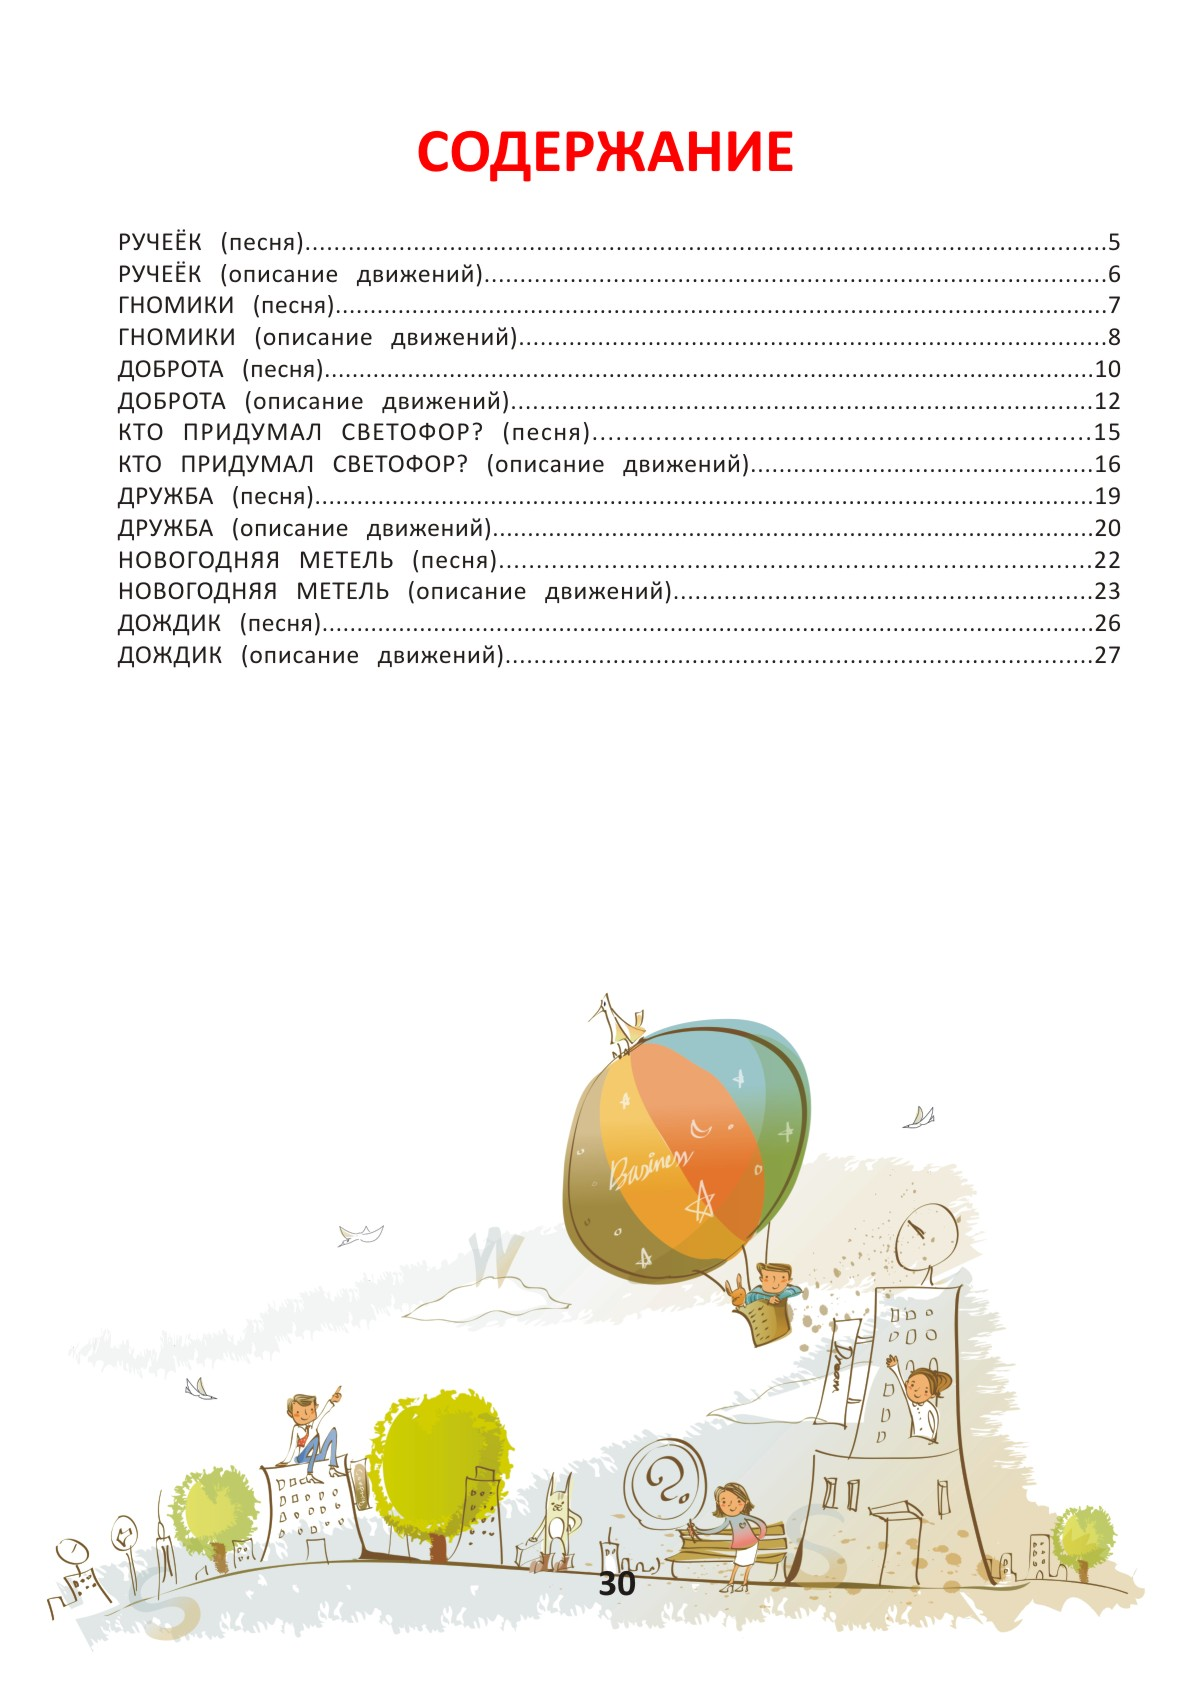 СОДЕРЖАНИЕ
РУЧЕЁК (песня)..........................................................................................................5
РУЧЕЁК (описание движений)..................................................................................6
ГНОМИКИ (песня)......................................................................................................7
ГНОМИКИ (описание движений)..............................................................................8
ДОБРОТА (песня)......................................................................................................10
ДОБРОТА (описание движений)..............................................................................12
КТО ПРИДУМАЛ СВЕТОФОР? (песня)..................................................................15
КТО ПРИДУМАЛ СВЕТОФОР? (описание движений)............................................16
ДРУЖБА (песня)........................................................................................................19
ДРУЖБА (описание движений)................................................................................20
НОВОГОДНЯЯ МЕТЕЛЬ (песня)..............................................................................22
НОВОГОДНЯЯ МЕТЕЛЬ (описание движений)......................................................23
ДОЖДИК (песня)......................................................................................................26
ДОЖДИК (описание движений)..............................................................................27
Business
W
Dream
?
30